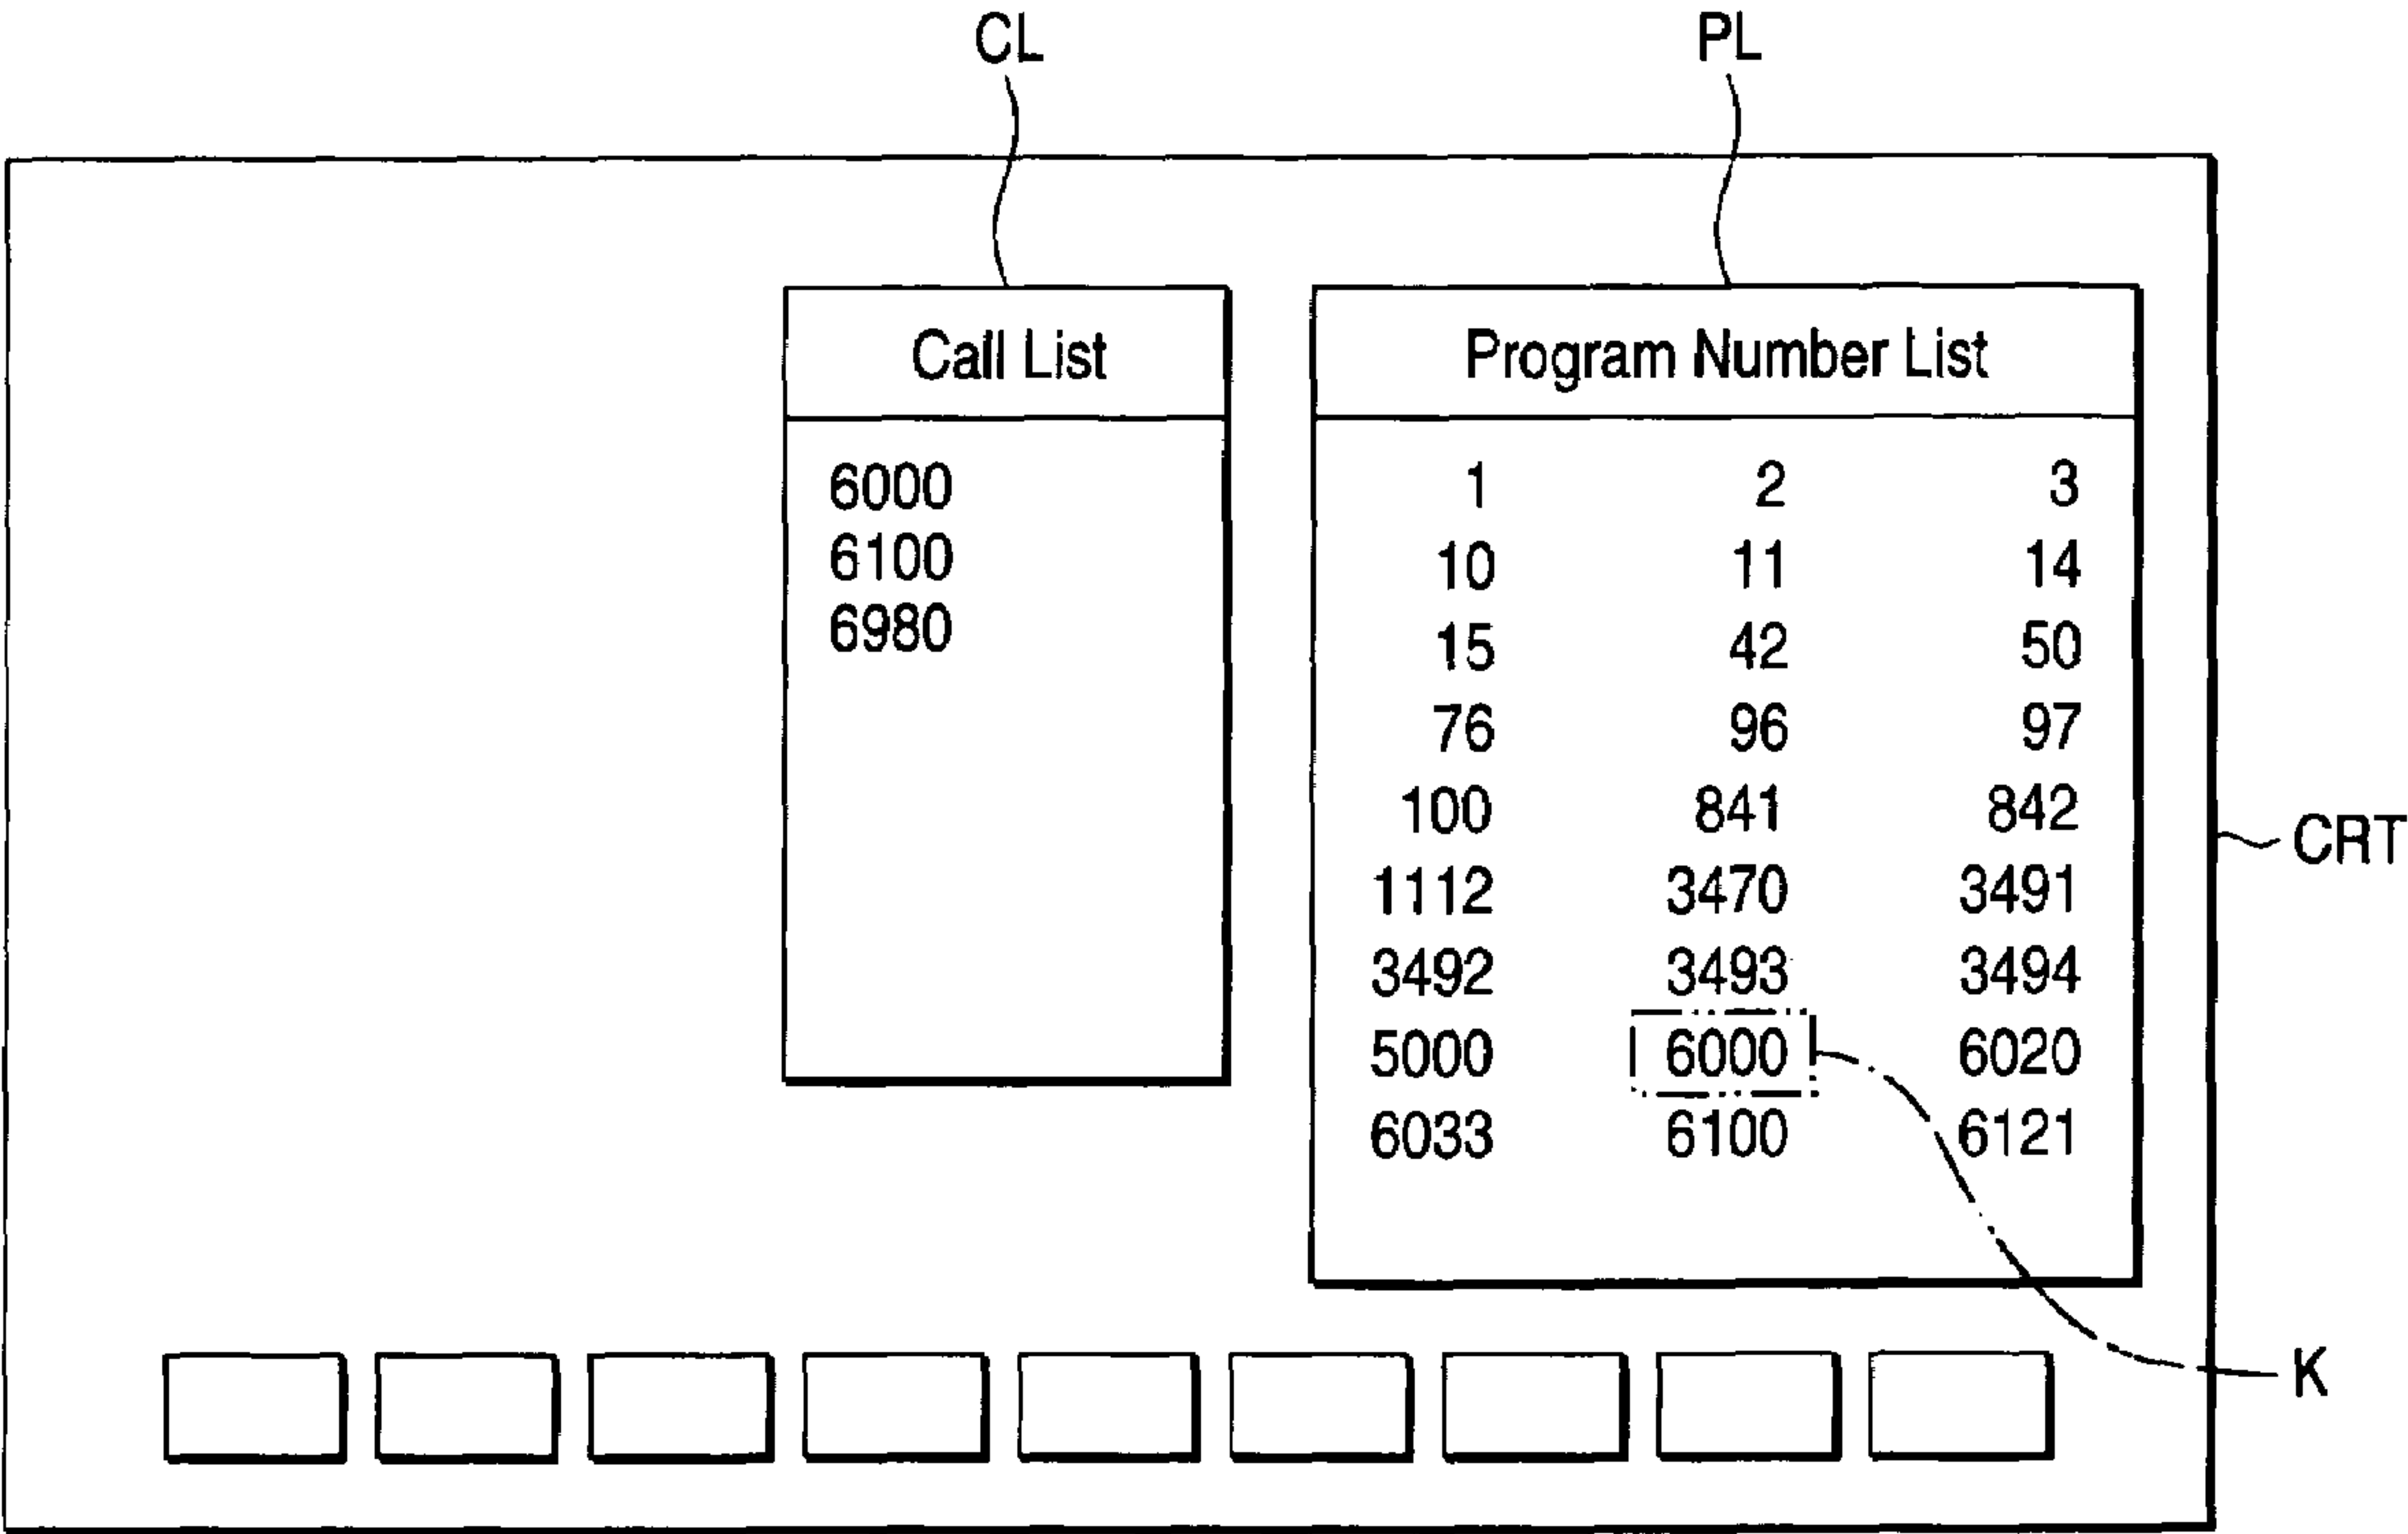 CL PL
Call List
6000
6100
6980
Program Number List
1 2 3
10 11 14
15 42 50
76 96 97
100 841 842
1112 3470 3491
3492 3493 3494
5000 6000 6020
6033 6100 6121
CRT
K